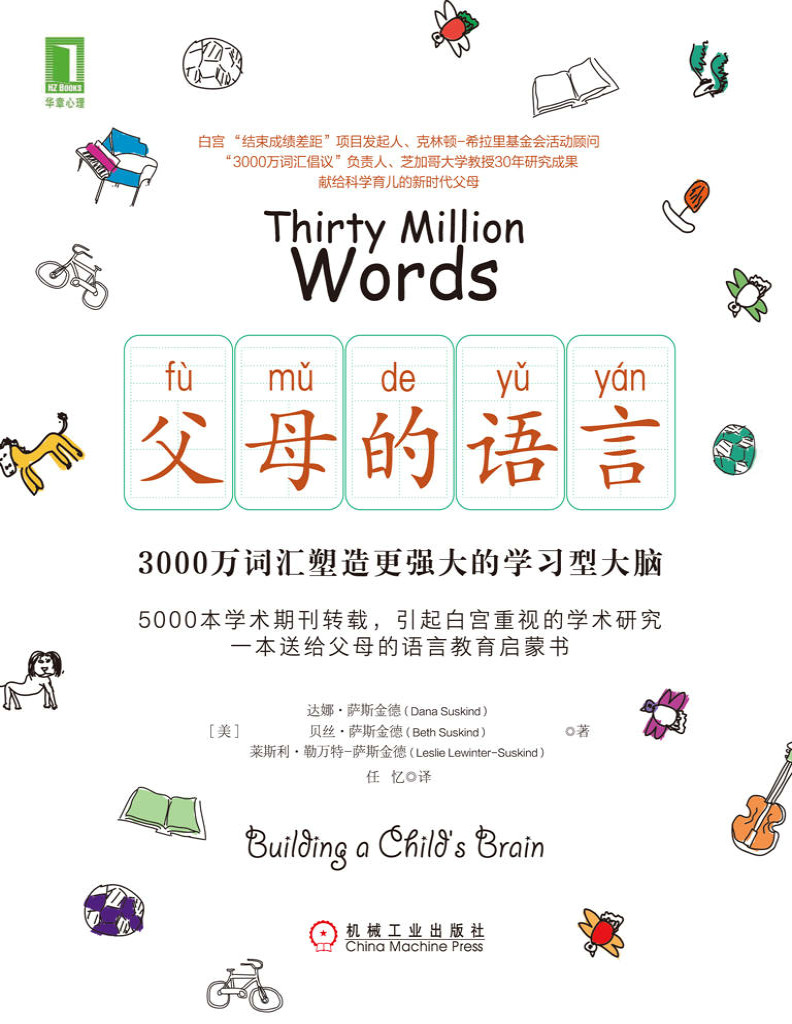 HZ BOOKS
华章心理
白宫 “结束成绩差距”项目发起人、克林顿-希拉里基金会活动顾问
“3000万词汇倡议”负责人、芝加哥大学教授30年研究成果
献给科学育儿的新时代父母
Thirty Million
Words
fù mǔ de yǔ yán
父母的语言
3000万词汇塑造更强大的学习型大脑
5000本学术期刊转载，引起白宫重视的学术研究
一本送给父母的语言教育启蒙书
达娜·萨斯金德(Dana Suskind)
[美] 贝丝·萨斯金德(Beth Suskind) ◎著
莱斯利·勒万特-萨斯金德(Leslie Lewinter-Suskind)
任 忆◎译
Building a Child's Brain
机械工业出版社
China Machine Press